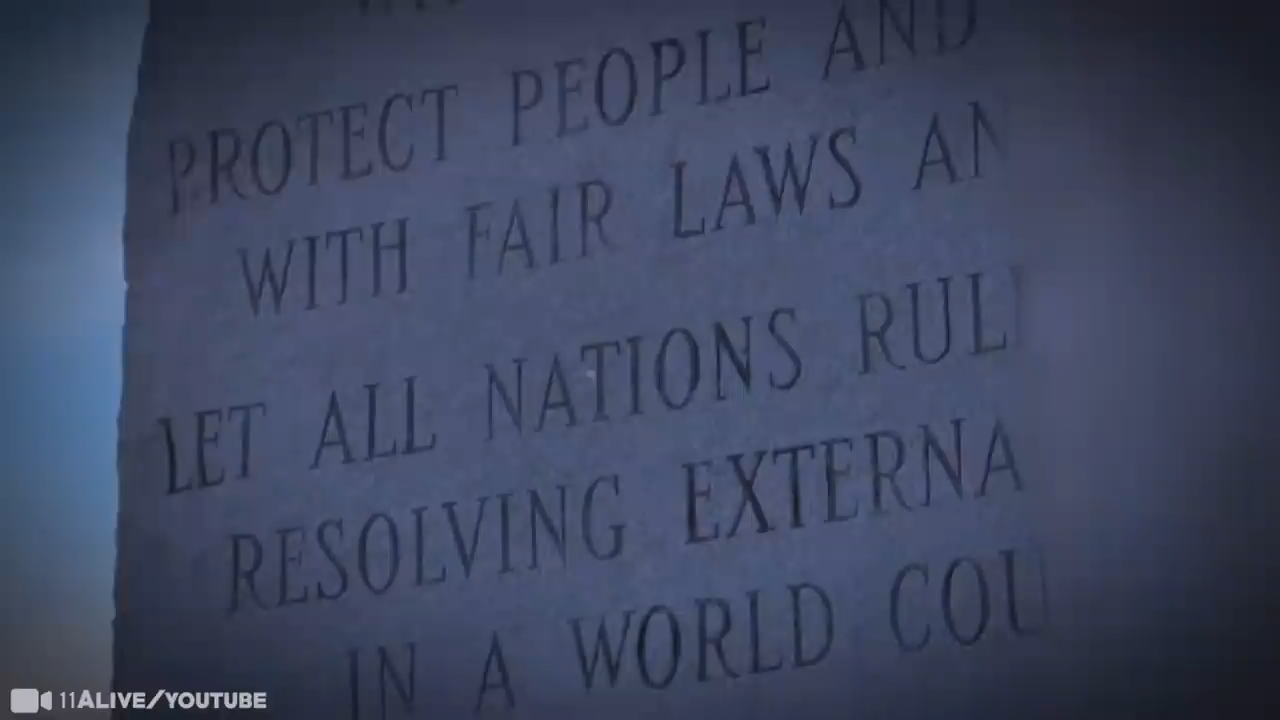 PROTECT PEOPLE AND
WITH FAIR LAWS AN
LET ALL NATIONS RUL
RESOLVING EXTERNA
IN A WORLD COU
11ALIVE/YOUTUBE